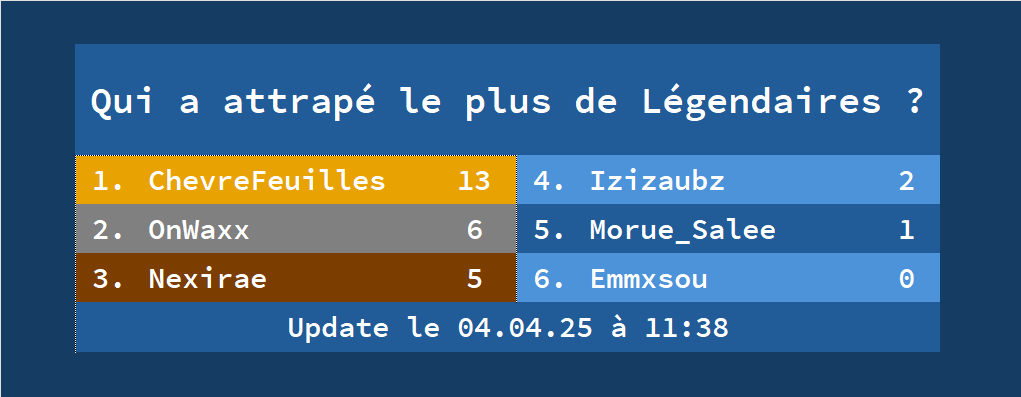 Qui a attrapé le plus de Légendaires ?
1. ChevreFeuilles 13
2. OnWaxx 6
3. Nexirae 5
4. Izizaubz 2
5. Morue_Salee 1
6. Emmxsou 0
Update le 04.04.25 à 11:38